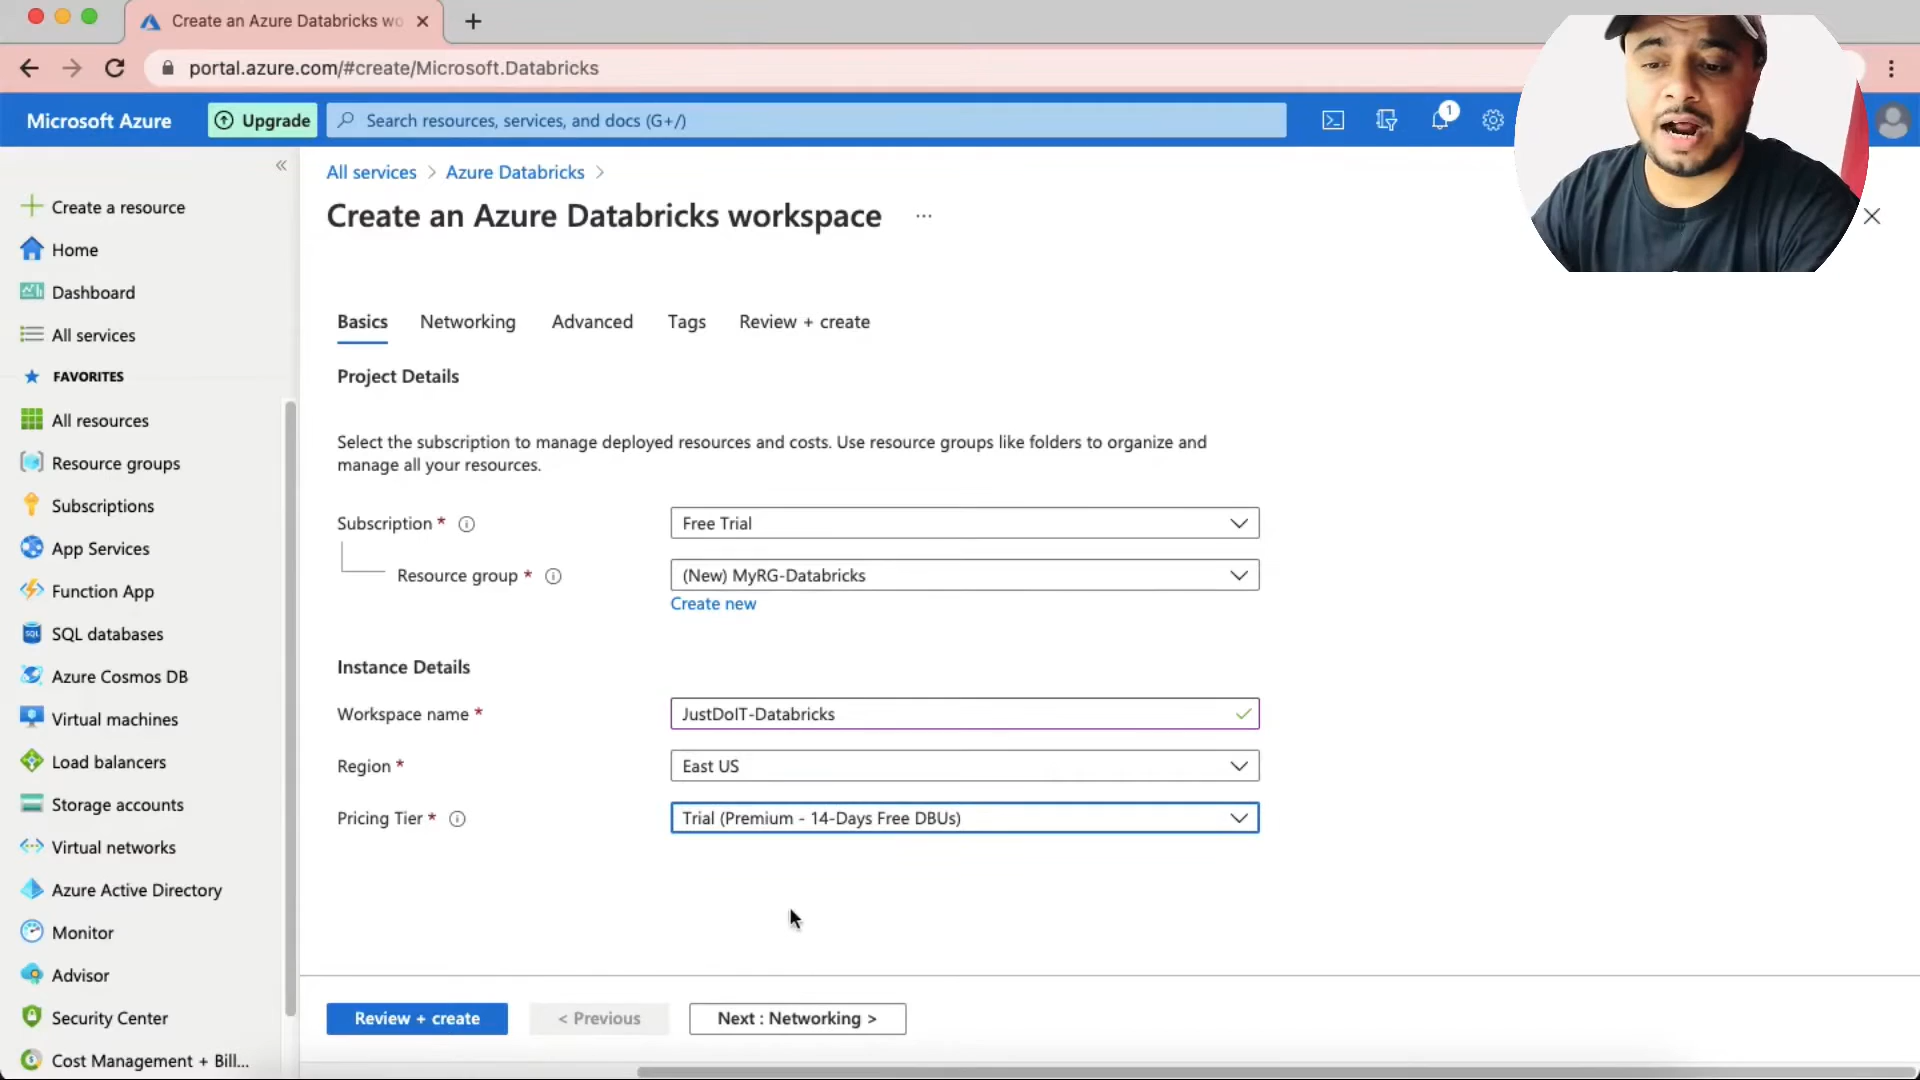 Create an Azure Databricks wo
portal.azure.com/#create/Microsoft.Databricks
Microsoft Azure
Upgrade
Search resources, services, and docs (G+/)
1
All services > Azure Databricks >
Create an Azure Databricks workspace ...
Create a resource
Home
Dashboard
All services
FAVORITES
All resources
Resource groups
Subscriptions
App Services
Function App
SQL databases
Azure Cosmos DB
Virtual machines
Load balancers
Storage accounts
Virtual networks
Azure Active Directory
Monitor
Advisor
Security Center
Cost Management + Bill...
Basics Networking Advanced Tags Review + create
Project Details
Select the subscription to manage deployed resources and costs. Use resource groups like folders to organize and
manage all your resources.
Subscription * Free Trial
Resource group * (New) MyRG-Databricks
Create new
Instance Details
Workspace name * JustDoIT-Databricks
Region * East US
Pricing Tier * Trial (Premium - 14-Days Free DBUs)
Review + create < Previous Next : Networking >